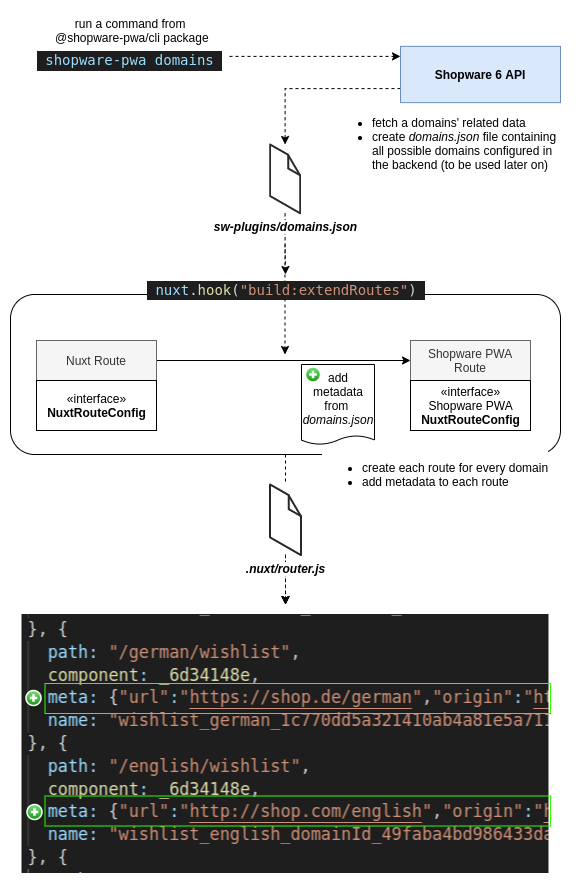 run a command from
@shopware-pwa/cli package
shopware-pwa domains
Shopware 6 API
• fetch a domains' related data
• create domains.json file containing
all possible domains configured in
the backend (to be used later on)
sw-plugins/domains.json
nuxt.hook("build:extendRoutes")
Nuxt Route
«interface»
NuxtRouteConfig
add
metadata
from
domains.json
Shopware PWA
Route
«interface»
Shopware PWA
NuxtRouteConfig
• create each route for every domain
• add metadata to each route
.nuxt/router.js
}, {
path: "/german/wishlist",
component: _6d34148e,
meta: {"url":"https://shop.de/german","origin":"ht
name: "wishlist_german_1c770dd5a321410ab4a81e5a711
}, {
path: "/english/wishlist",
component: _6d34148e,
meta: {"url":"http://shop.com/english","origin":"h
name: "wishlist_english_domainId_49faba4bd986433da
}, {